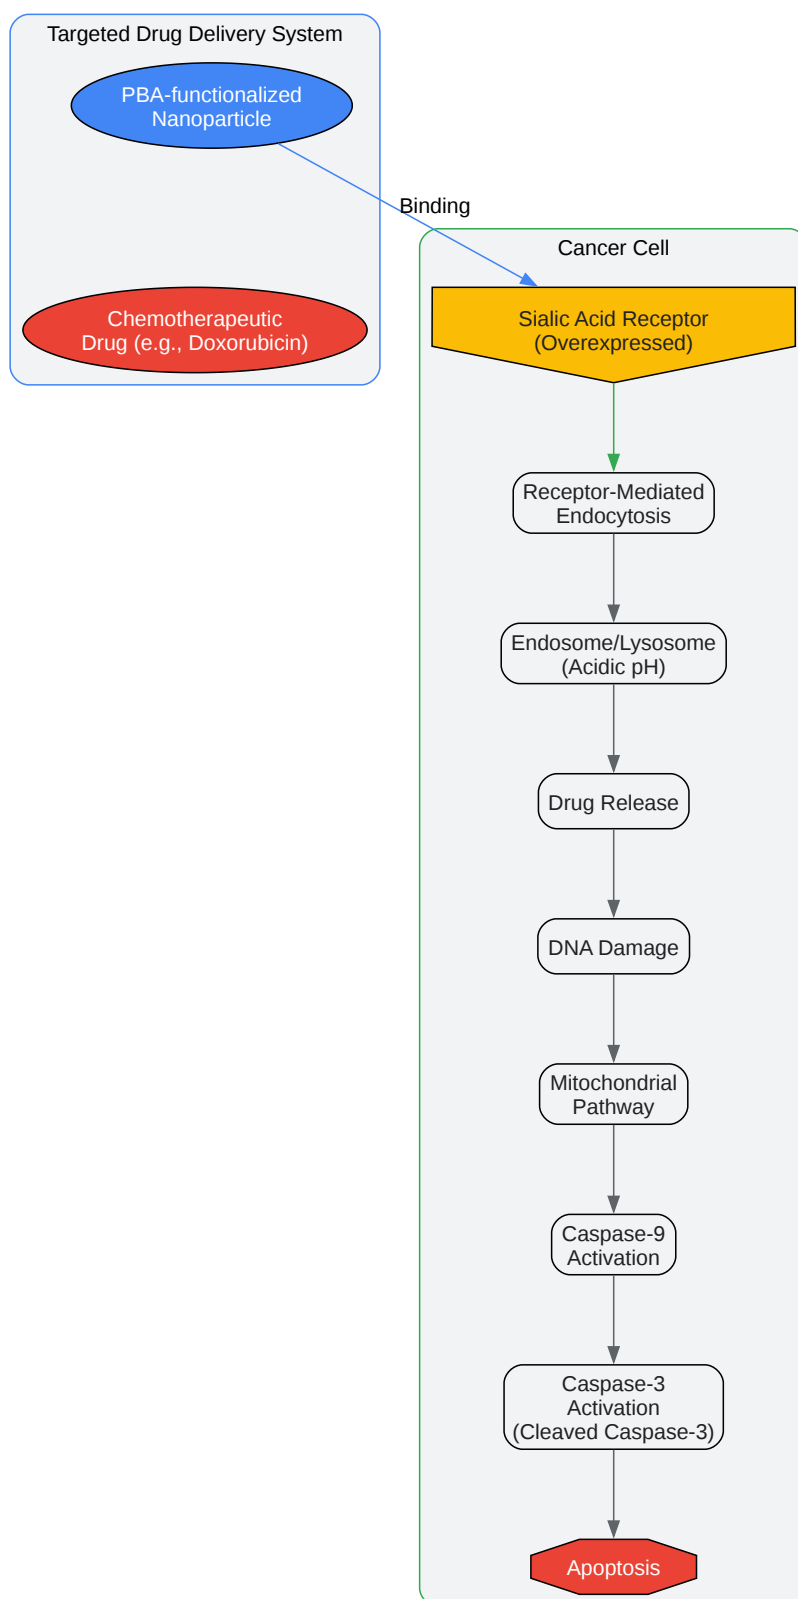 Targeted Drug Delivery System
PBA-functionalized
Nanoparticle
Binding
Chemotherapeutic
Drug (e.g., Doxorubicin)
Cancer Cell
Sialic Acid Receptor
(Overexpressed)
Receptor-Mediated
Endocytosis
Endosome/Lysosome
(Acidic pH)
Drug Release
DNA Damage
Mitochondrial
Pathway
Caspase-9
Activation
Caspase-3
Activation
(Cleaved Caspase-3)
Apoptosis